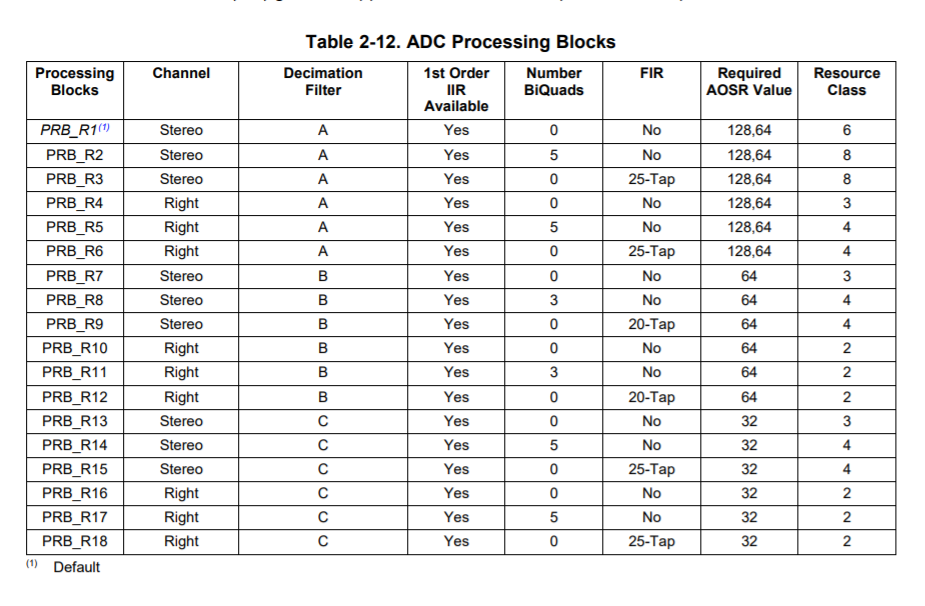 Table 2-12. ADC Processing Blocks
Processing Blocks Channel Decimation Filter 1st Order IIR Available Number BiQuads FIR Required AOSR Value Resource Class
PRB_R1(1) Stereo A Yes 0 No 128,64 6
PRB_R2 Stereo A Yes 5 No 128,64 8
PRB_R3 Stereo A Yes 0 25-Tap 128,64 8
PRB_R4 Right A Yes 0 No 128,64 3
PRB_R5 Right A Yes 5 No 128,64 4
PRB_R6 Right A Yes 0 25-Tap 128,64 4
PRB_R7 Stereo B Yes 0 No 64 3
PRB_R8 Stereo B Yes 3 No 64 4
PRB_R9 Stereo B Yes 0 20-Tap 64 4
PRB_R10 Right B Yes 0 No 64 2
PRB_R11 Right B Yes 3 No 64 2
PRB_R12 Right B Yes 0 20-Tap 64 2
PRB_R13 Stereo C Yes 0 No 32 3
PRB_R14 Stereo C Yes 5 No 32 4
PRB_R15 Stereo C Yes 0 25-Tap 32 4
PRB_R16 Right C Yes 0 No 32 2
PRB_R17 Right C Yes 5 No 32 2
PRB_R18 Right C Yes 0 25-Tap 32 2
(1) Default